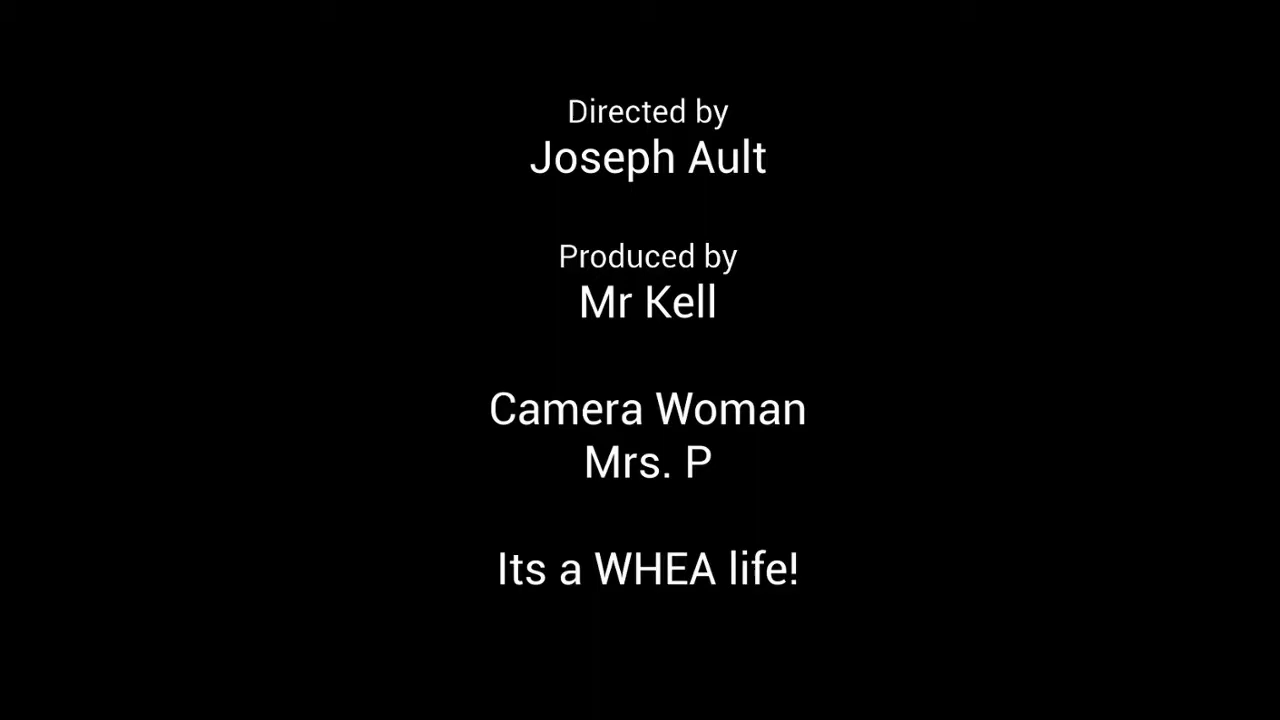 Directed by
Joseph Ault
Produced by
Mr Kell
Camera Woman
Mrs. P
Its a WHEA life!